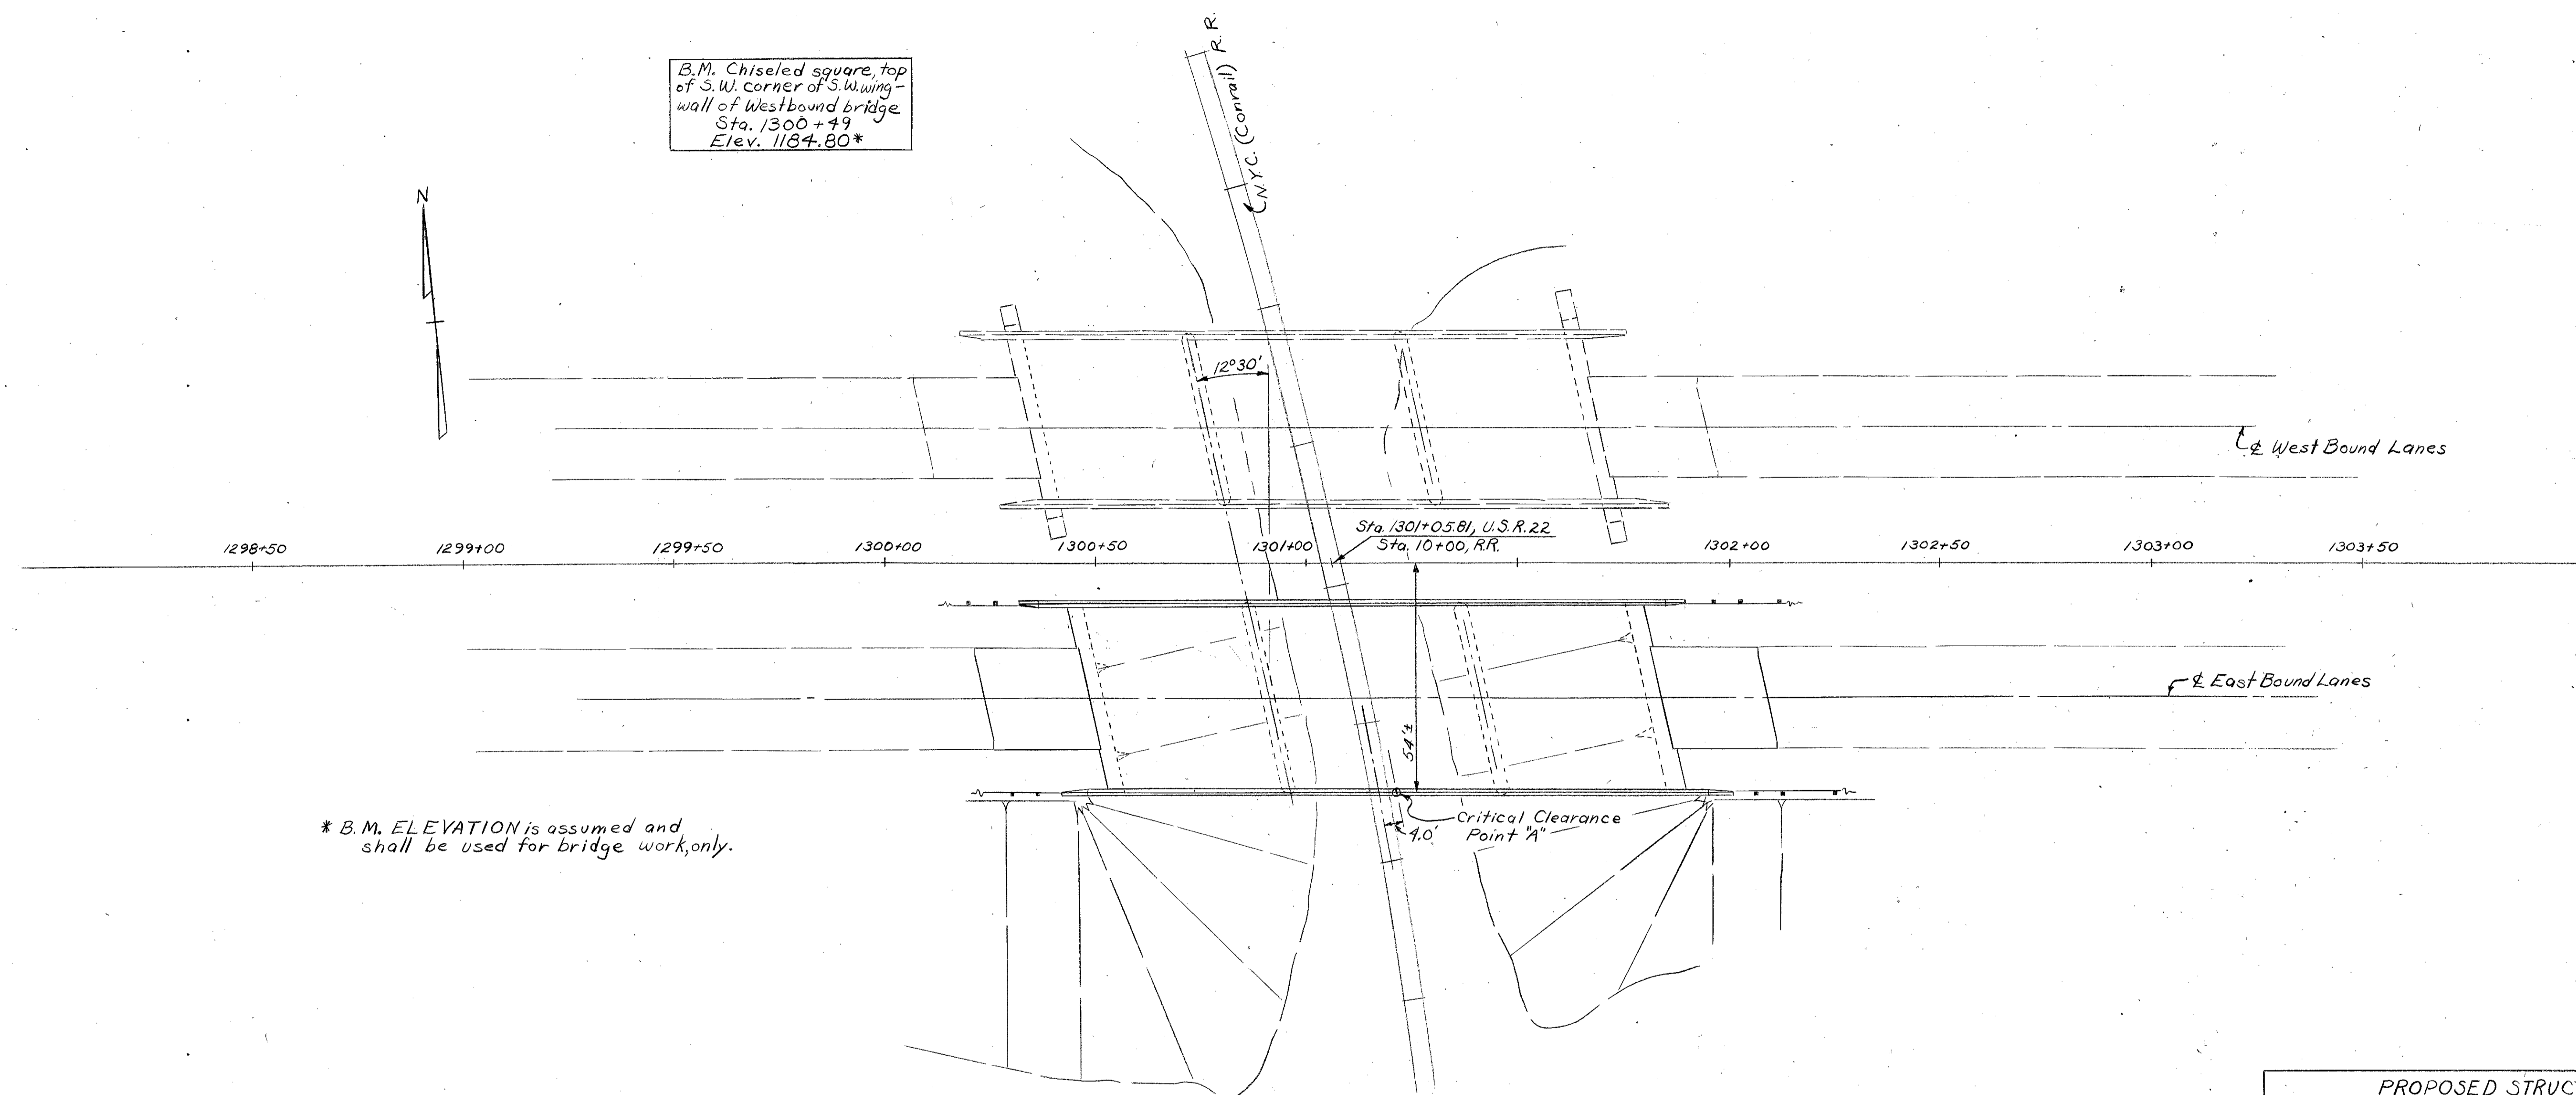 B.M. Chiseled square, top
of S.W. corner of S.W. wing-
wall of Westbound bridge
Sta. 1300+49
Elev. 1184.80*
N.Y.C. (Conrail) R.R.
N
12°30'
℄ West Bound Lanes
Sta. 1301+05.81, U.S.R. 22
Sta. 10+00, R.R.
1298+50
1299+00
1299+50
1300+00
1300+50
1301+00
1302+00
1302+50
1303+00
1303+50
℄ East Bound Lanes
54'±
Critical Clearance
Point "A"
4.0'
* B.M. ELEVATION is assumed and
shall be used for bridge work, only.
PROPOSED STRUC